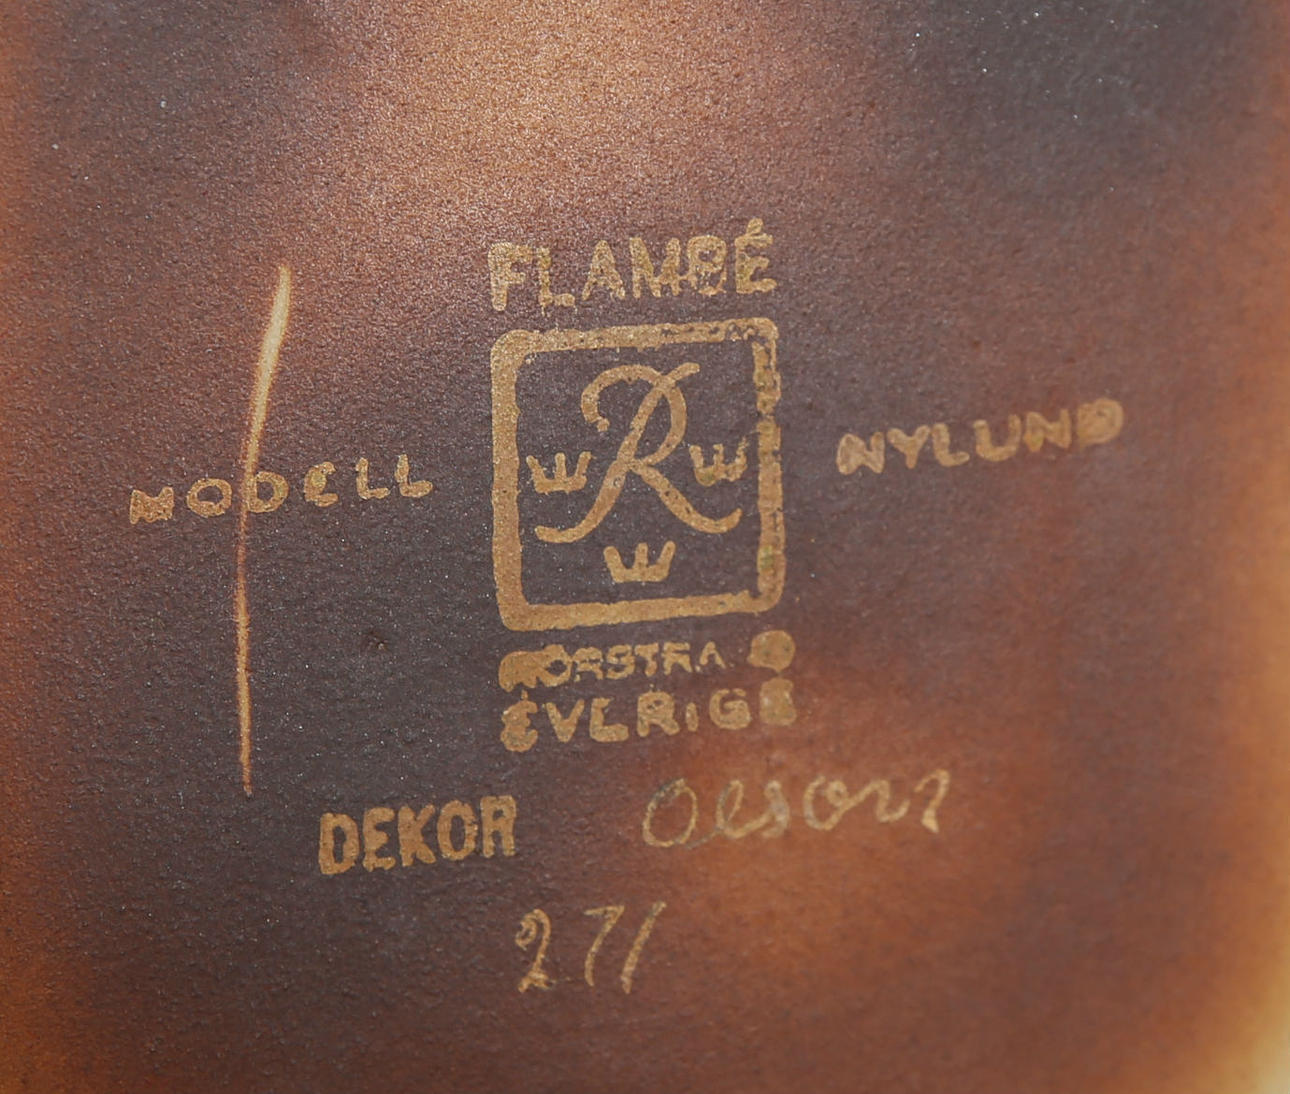 FLAMBÉ
MODELL R NYLUND
RÖRSTRAND
SVERIGE
DEKOR Olson
271